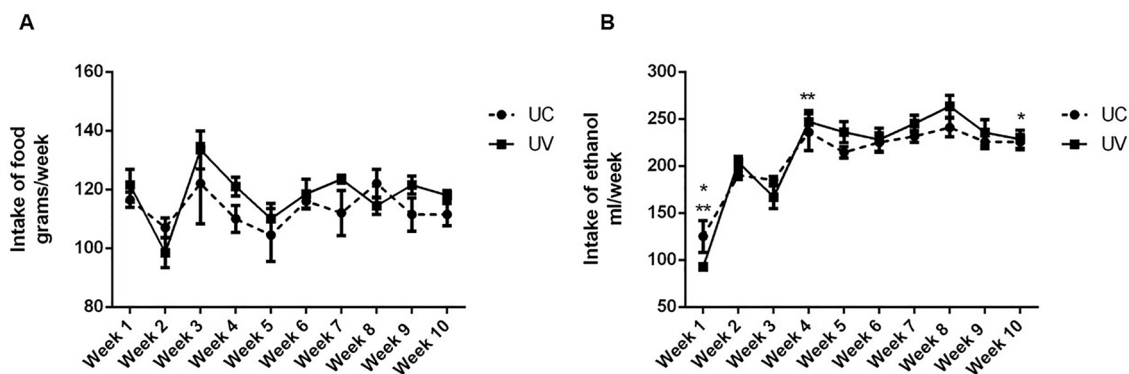 A
Intake of food
grams/week
160
140
120
100
80
Week 1
Week 2
Week 3
Week 4
Week 5
Week 6
Week 7
Week 8
Week 9
Week 10
UC
UV
B
Intake of ethanol
ml/week
300
250
200
150
100
50
*
**
**
*
Week 1
Week 2
Week 3
Week 4
Week 5
Week 6
Week 7
Week 8
Week 9
Week 10
UC
UV